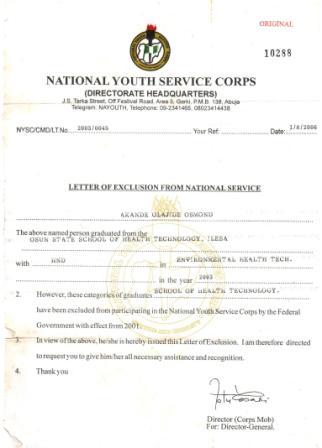 ORIGINAL
10288
NATIONAL YOUTH SERVICE CORPS
(DIRECTORATE HEADQUARTERS)
J.S. Tarka Street, Off Festival Road, Area 3, Garki, P.M.B. 138, Abuja
Telegram: NAYOUTH, Telephone: 09-2341465, 08023414438
NYSC/CMD/LT.No. 2003/0045 Your Ref. Date: 1/8/2006
LETTER OF EXCLUSION FROM NATIONAL SERVICE
AKANDE OLAJIDE OSMOND
The above named person graduated from the
OSUN STATE SCHOOL OF HEALTH TECHNOLOGY, ILESA
with HND in ENVIRONMENTAL HEALTH TECH.
in the year 2003
2. However, these categories of graduates SCHOOL OF HEALTH TECHNOLOGY.
have been excluded from participating in the National Youth Service Corps by the Federal
Government with effect from 2001.
3. In view of the above, he/she is hereby issued this Letter of Exclusion. I am therefore directed
to request you to give him/her all necessary assistance and recognition.
4. Thank you
Director (Corps Mob)
For: Director-General.